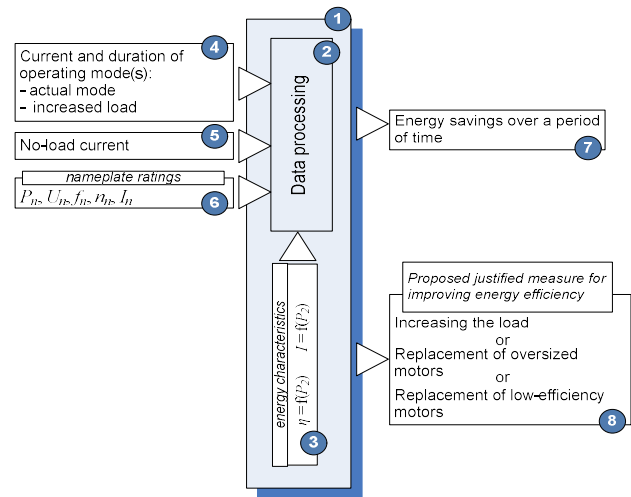 1
4
Current and duration of
operating mode(s):
– actual mode
– increased load
5
No-load current
nameplate ratings
Pn, Un, fn, nn, In
6
2
Data processing
energy characteristics
η = f(P2) I = f(P2)
3
Energy savings over a period
of time
7
Proposed justified measure for
improving energy efficiency
Increasing the load
or
Replacement of oversized
motors
or
Replacement of low–efficiency
motors
8